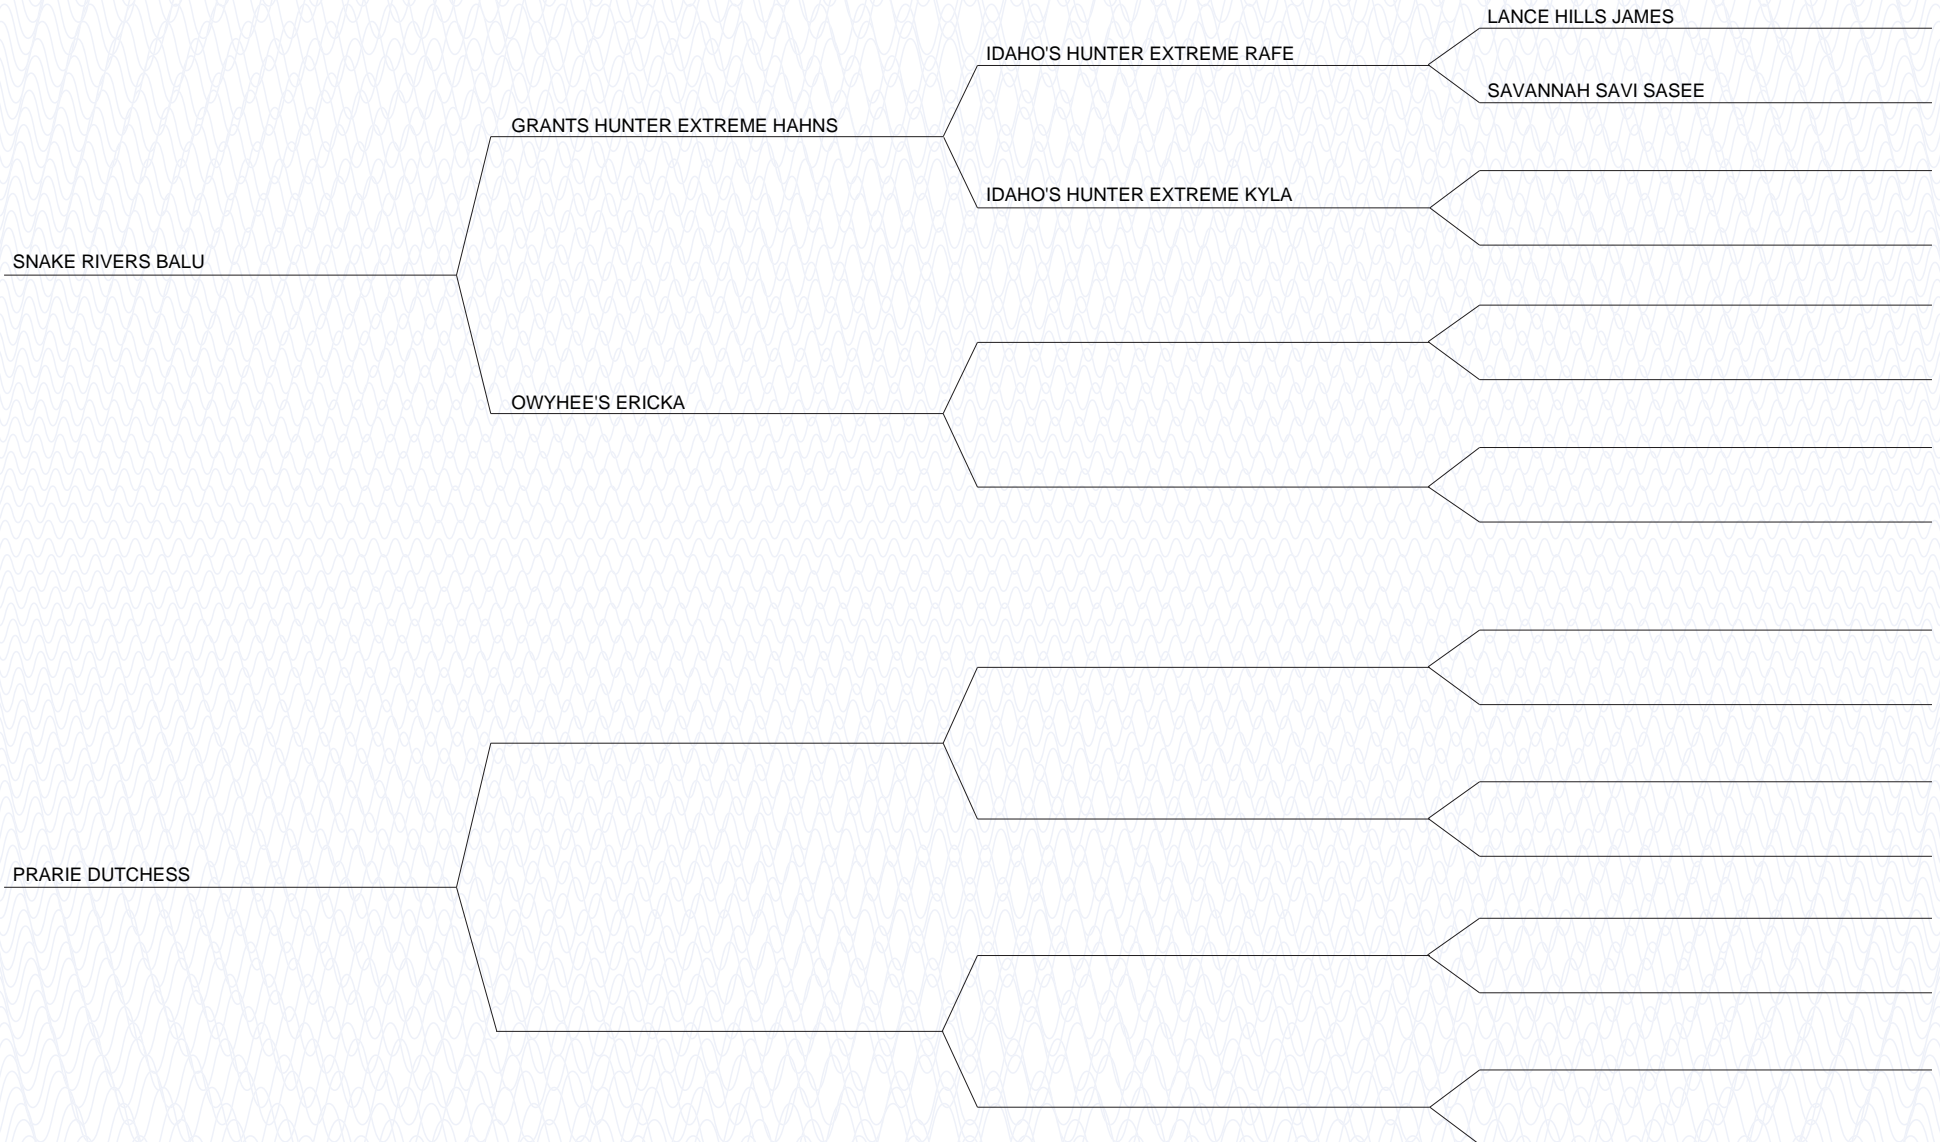 LANCE HILLS JAMES
IDAHO'S HUNTER EXTREME RAFE
SAVANNAH SAVI SASEE
GRANTS HUNTER EXTREME HAHNS
IDAHO'S HUNTER EXTREME KYLA
SNAKE RIVERS BALU
OWYHEE'S ERICKA
PRARIE DUTCHESS